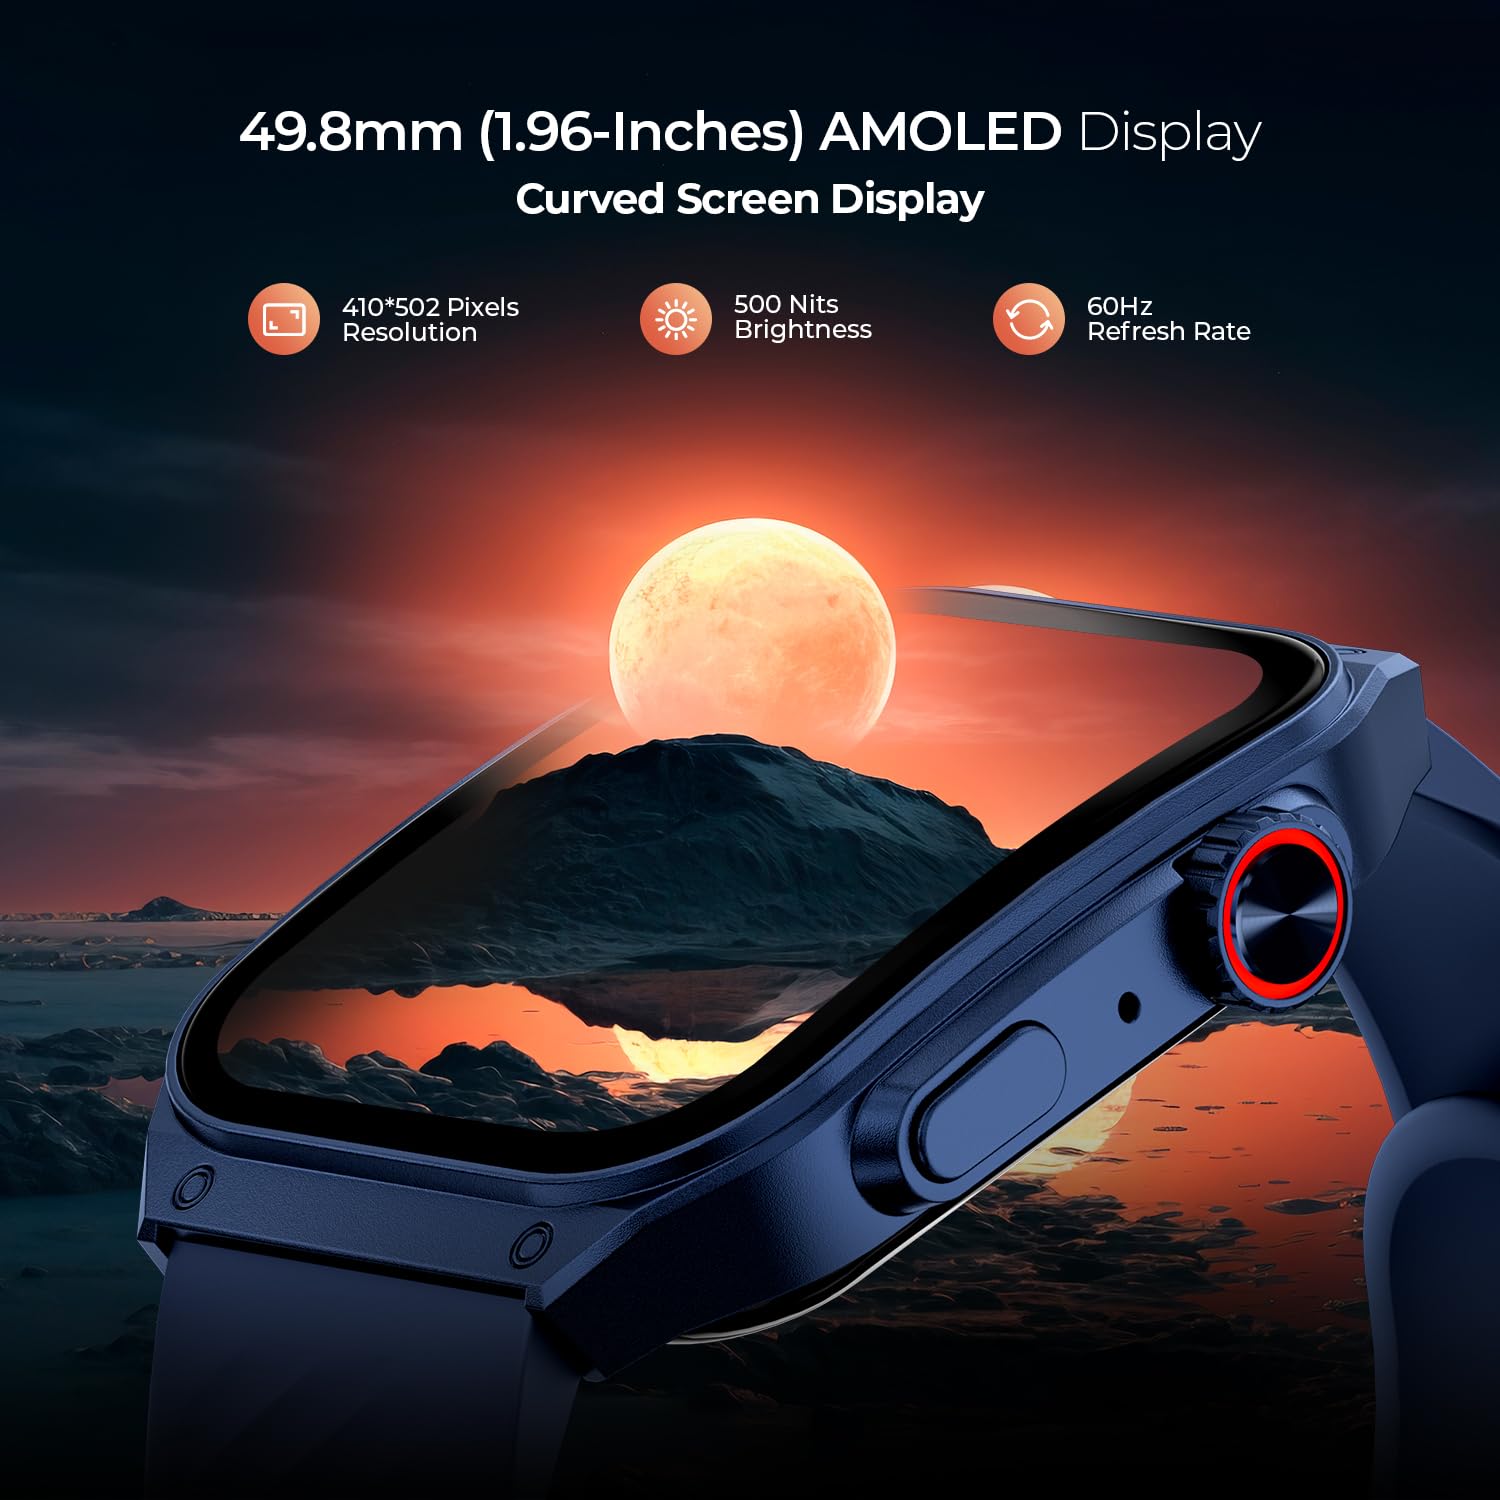 49.8mm (1.96-Inches) AMOLED Display
Curved Screen Display
410*502 Pixels
Resolution
500 Nits
Brightness
60Hz
Refresh Rate